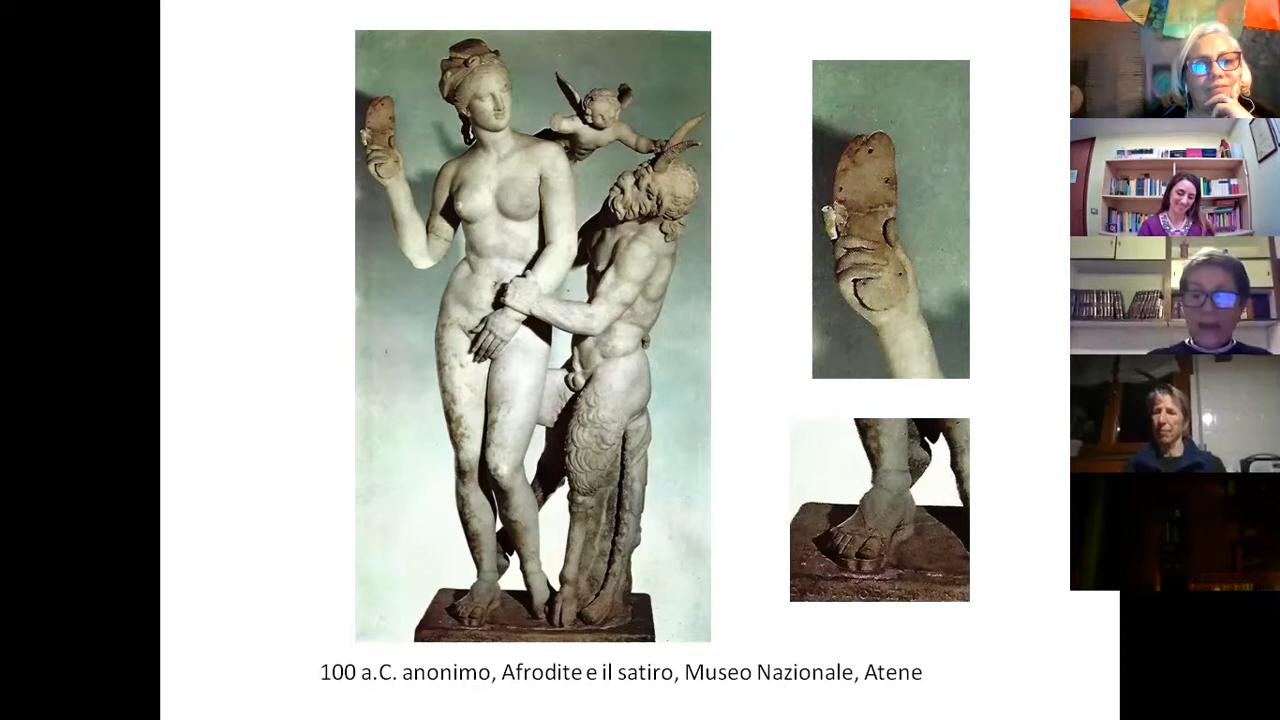 100 a.C. anonimo, Afrodite e il satiro, Museo Nazionale, Atene